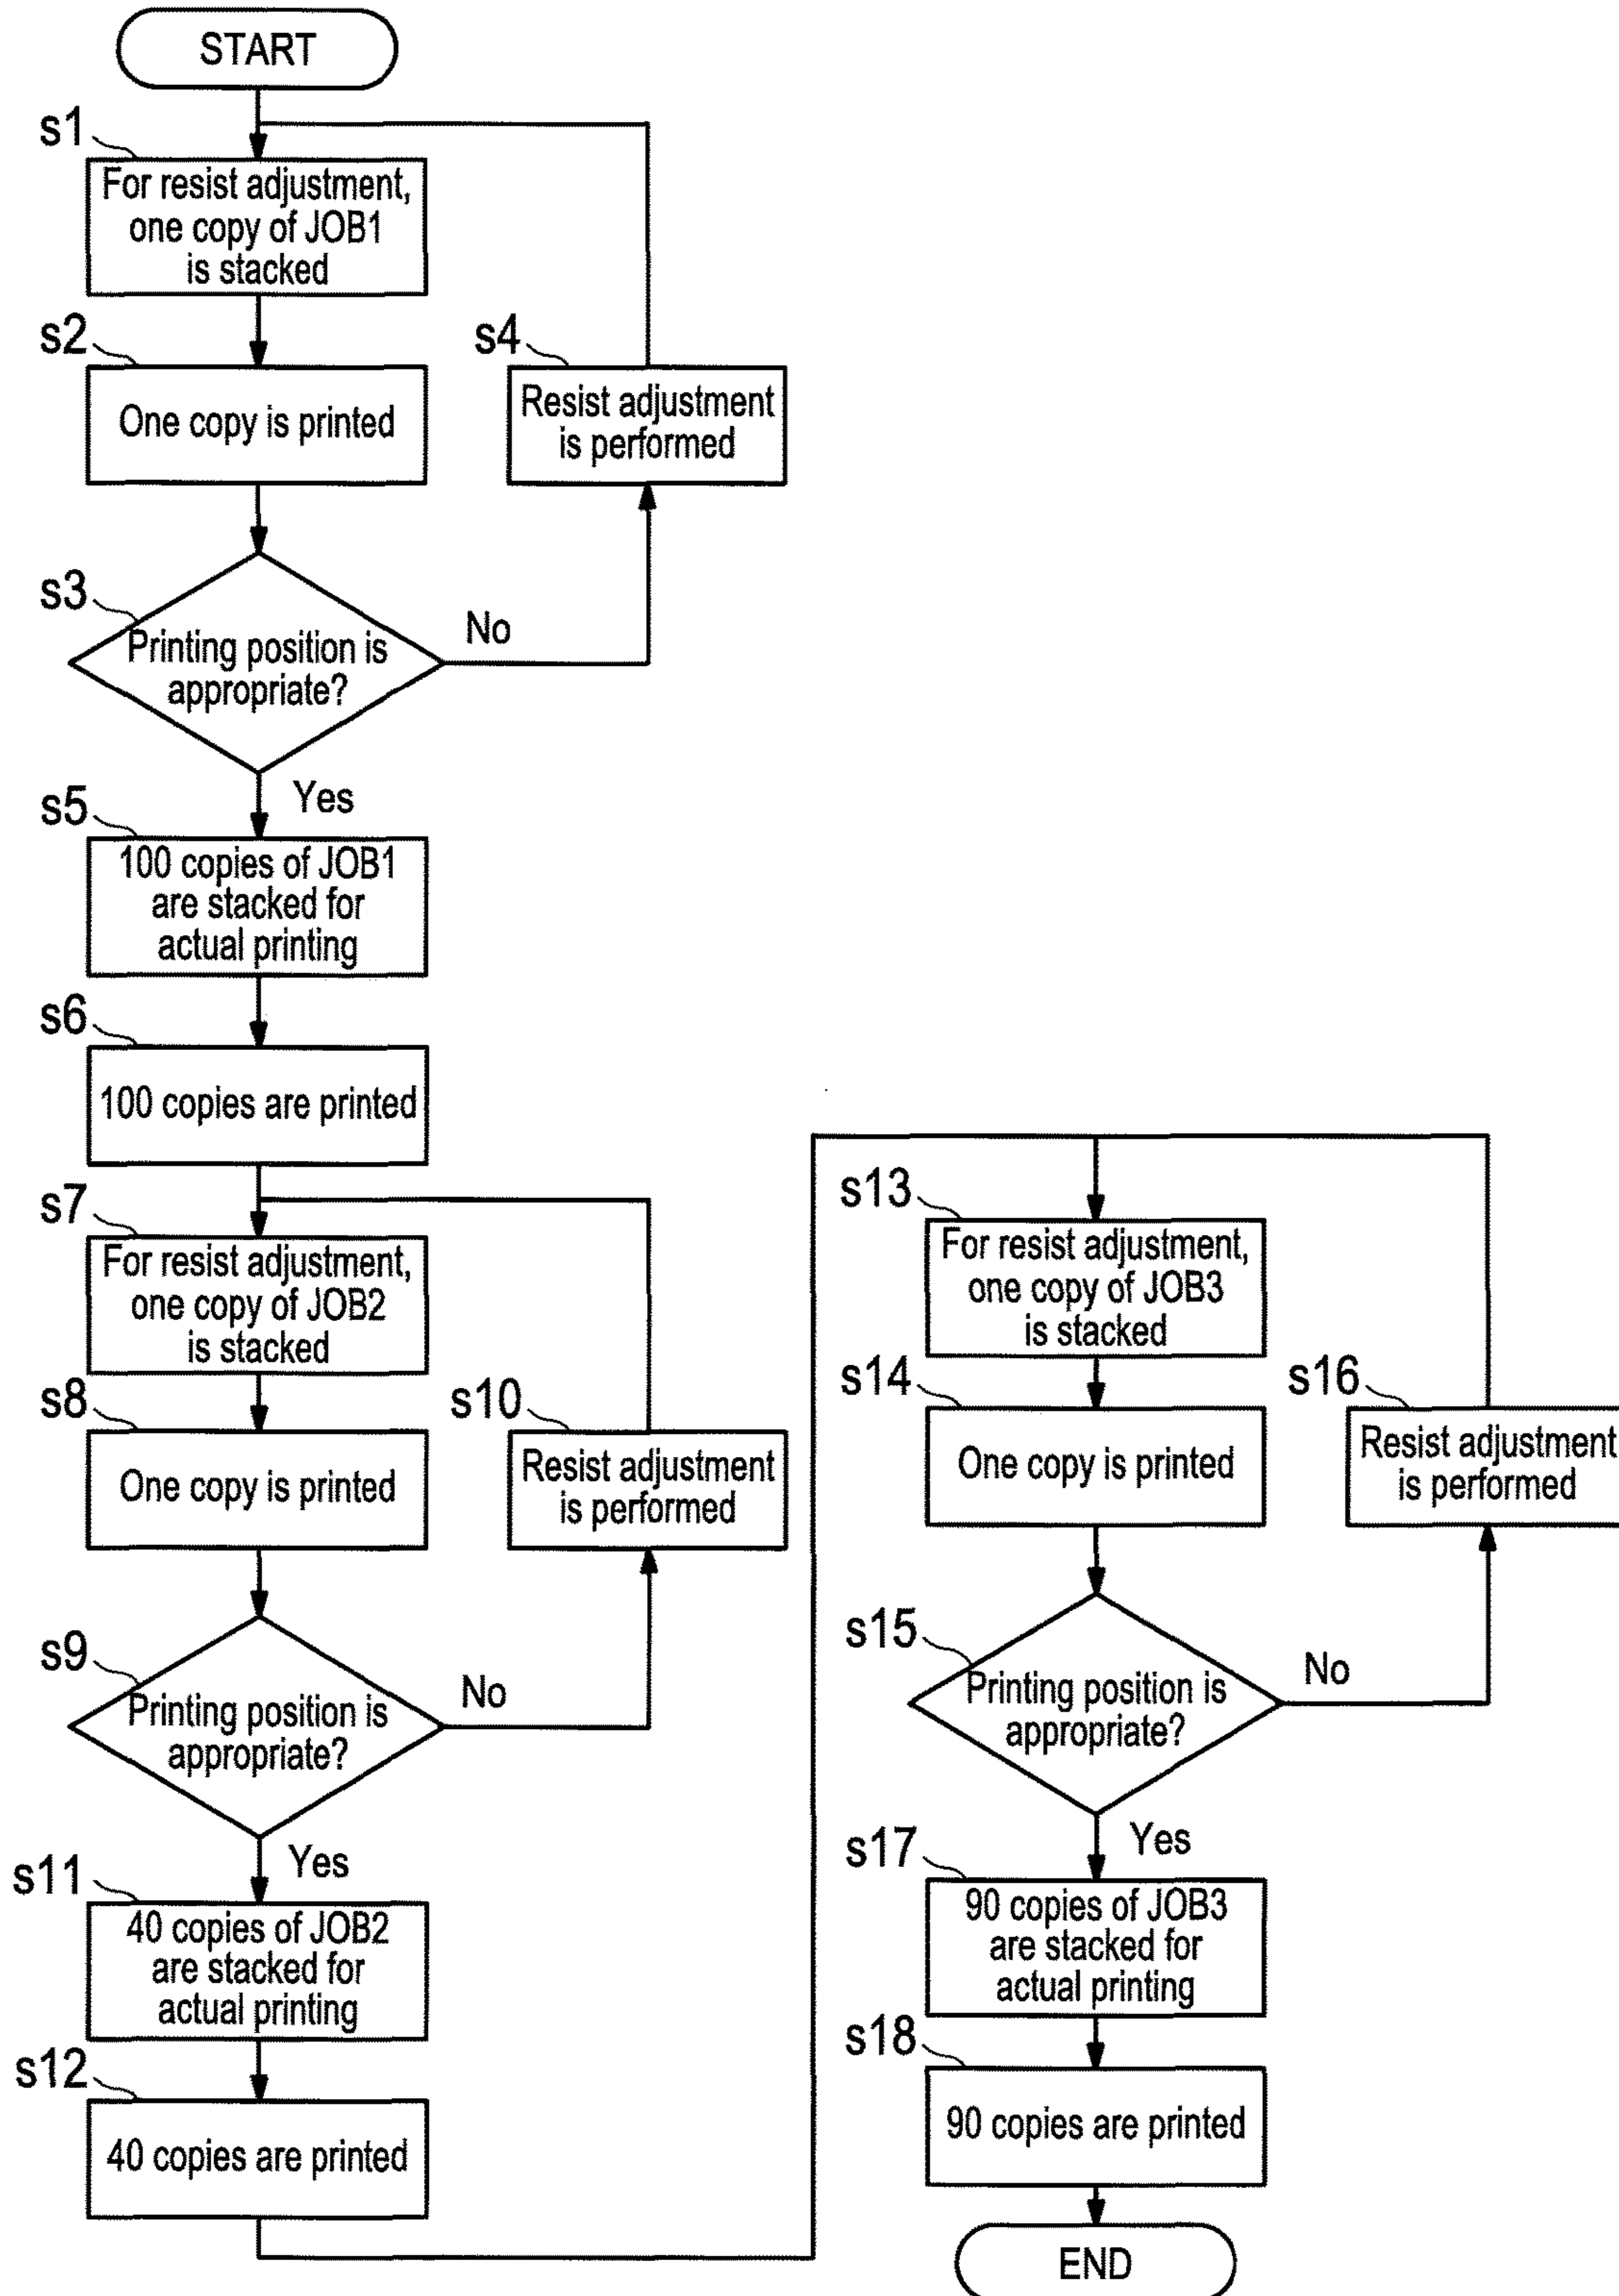 START
s1
For resist adjustment,
one copy of JOB1
is stacked
s2
One copy is printed
s4
Resist adjustment
is performed
s3
Printing position is
appropriate?
No
Yes
s5
100 copies of JOB1
are stacked for
actual printing
s6
100 copies are printed
s7
For resist adjustment,
one copy of JOB2
is stacked
s8
One copy is printed
s10
Resist adjustment
is performed
s9
Printing position is
appropriate?
No
Yes
s11
40 copies of JOB2
are stacked for
actual printing
s12
40 copies are printed
s13
For resist adjustment,
one copy of JOB3
is stacked
s14
One copy is printed
s16
Resist adjustment
is performed
s15
Printing position is
appropriate?
No
Yes
s17
90 copies of JOB3
are stacked for
actual printing
s18
90 copies are printed
END